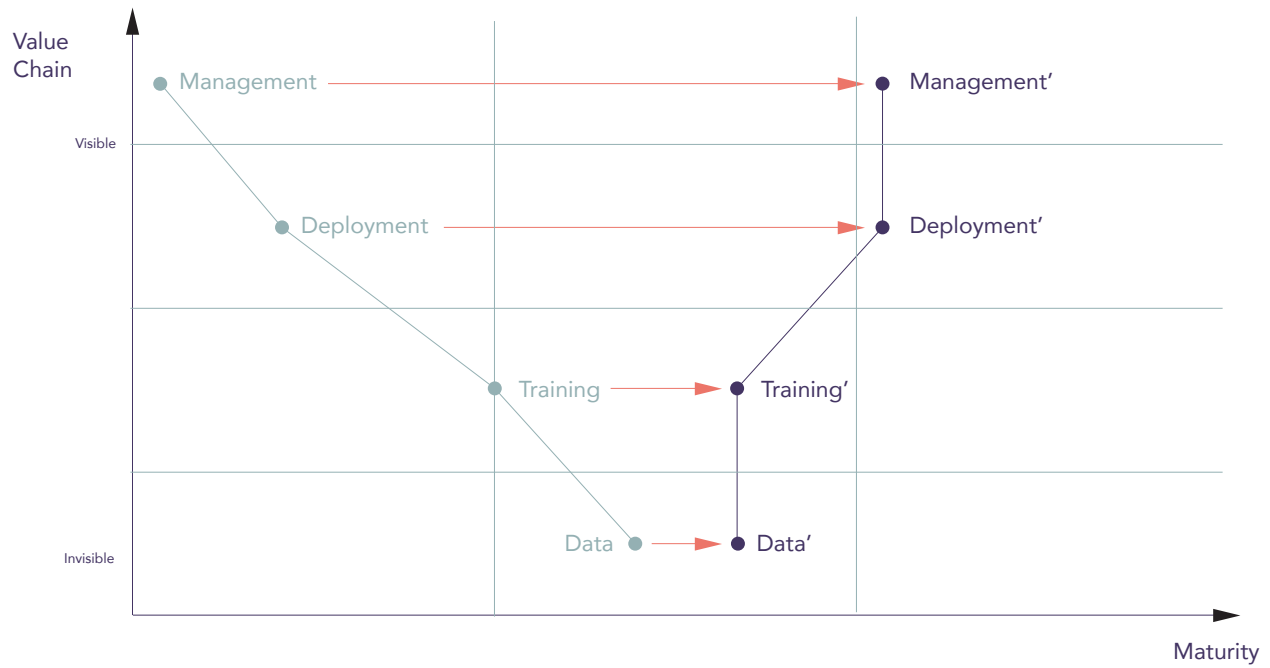 Value
Chain
Management
Management’
Visible
Deployment
Deployment’
Training
Training’
Data
Data’
Invisible
Maturity